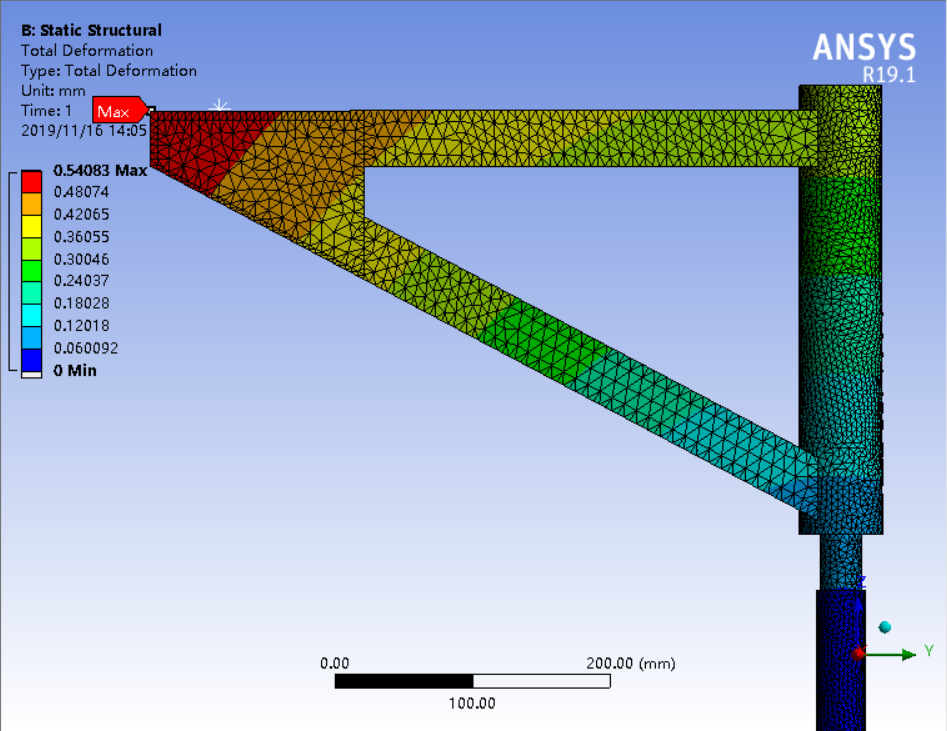 B: Static Structural
Total Deformation
Type: Total Deformation
Unit: mm
Time: 1
2019/11/16 14:05
Max
ANSYS
R19.1
0.54083 Max
0.48074
0.42065
0.36055
0.30046
0.24037
0.18028
0.12018
0.060092
0 Min
Z
Y
0.00
200.00 (mm)
100.00